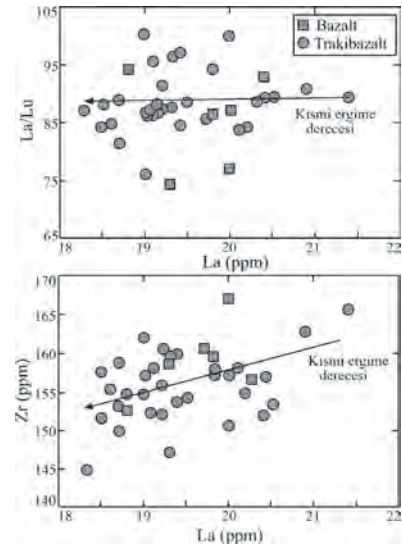 Bazalt
Trakibazalt
La/Lu
105
95
85
75
65
Kısmi ergime
derecesi
18 19 20 21 22
La (ppm)
Zr (ppm)
170
165
160
155
150
145
140
Kısmi ergime
derecesi
18 19 20 21 22
La (ppm)